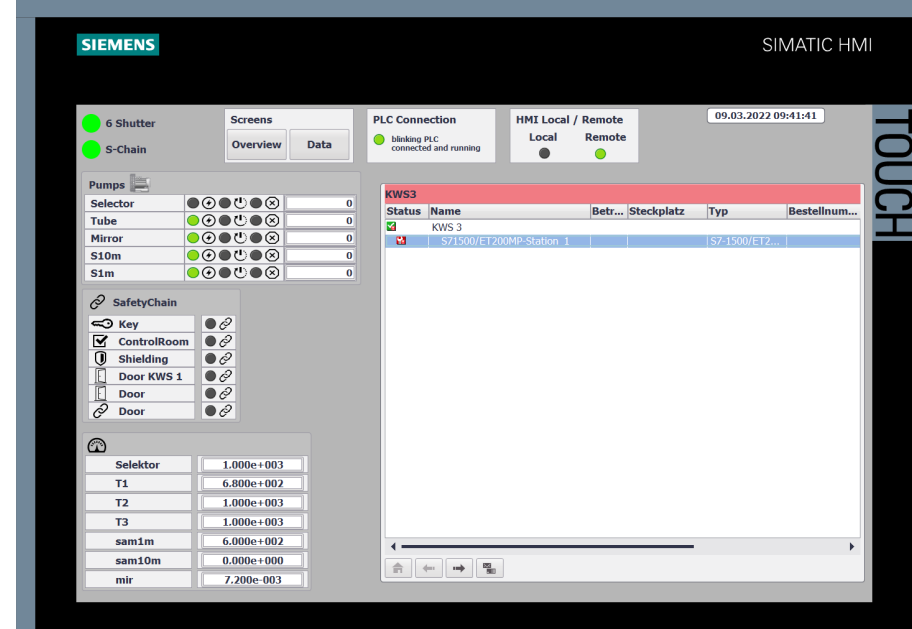 SIEMENS
SIMATIC HMI
TOUCH
6 Shutter
S-Chain
Screens
Overview
Data
PLC Connection
blinking PLC
connected and running
HMI Local / Remote
Local
Remote
09.03.2022 09:41:41
Pumps
Selector 0
Tube 0
Mirror 0
S10m 0
S1m 0
SafetyChain
Key
ControlRoom
Shielding
Door KWS 1
Door
Door
Selektor 1.000e+003
T1 6.800e+002
T2 1.000e+003
T3 1.000e+003
sam1m 6.000e+002
sam10m 0.000e+000
mir 7.200e-003
KWS3
Status Name Betr... Steckplatz Typ Bestellnum...
KWS 3
S71500/ET200MP-Station_1 S7-1500/ET2...